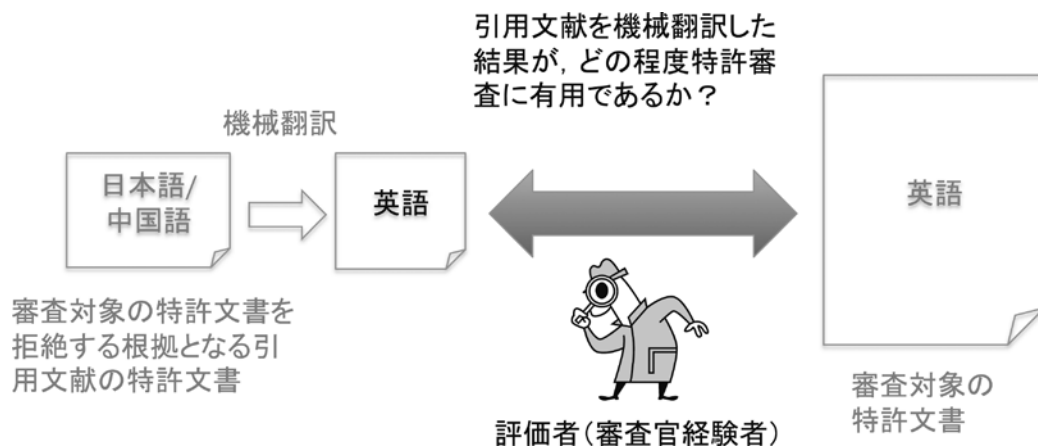 引用文献を機械翻訳した
結果が，どの程度特許審
査に有用であるか？
機械翻訳
日本語/
中国語
英語
英語
審査対象の特許文書を
拒絶する根拠となる引
用文献の特許文書
評価者（審査官経験者）
審査対象の
特許文書